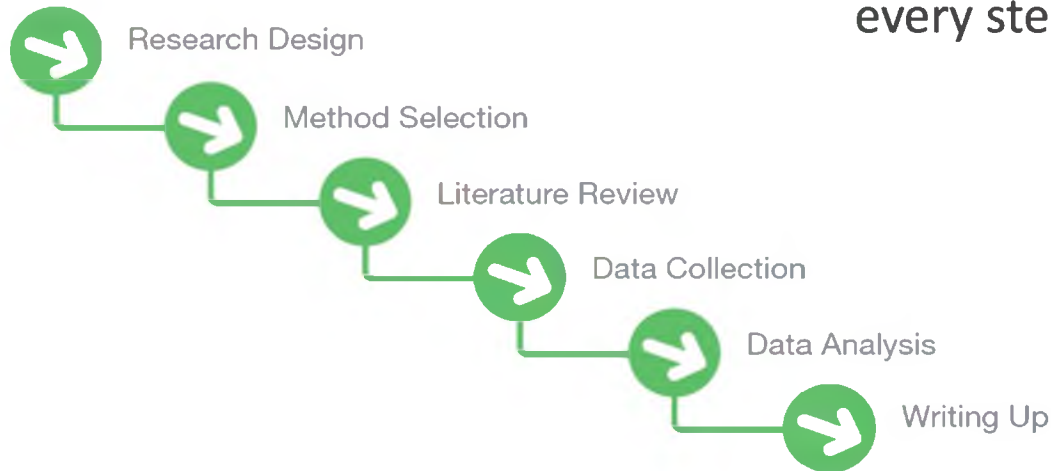 every ste
Research Design
Method Selection
Literature Review
Data Collection
Data Analysis
Writing Up